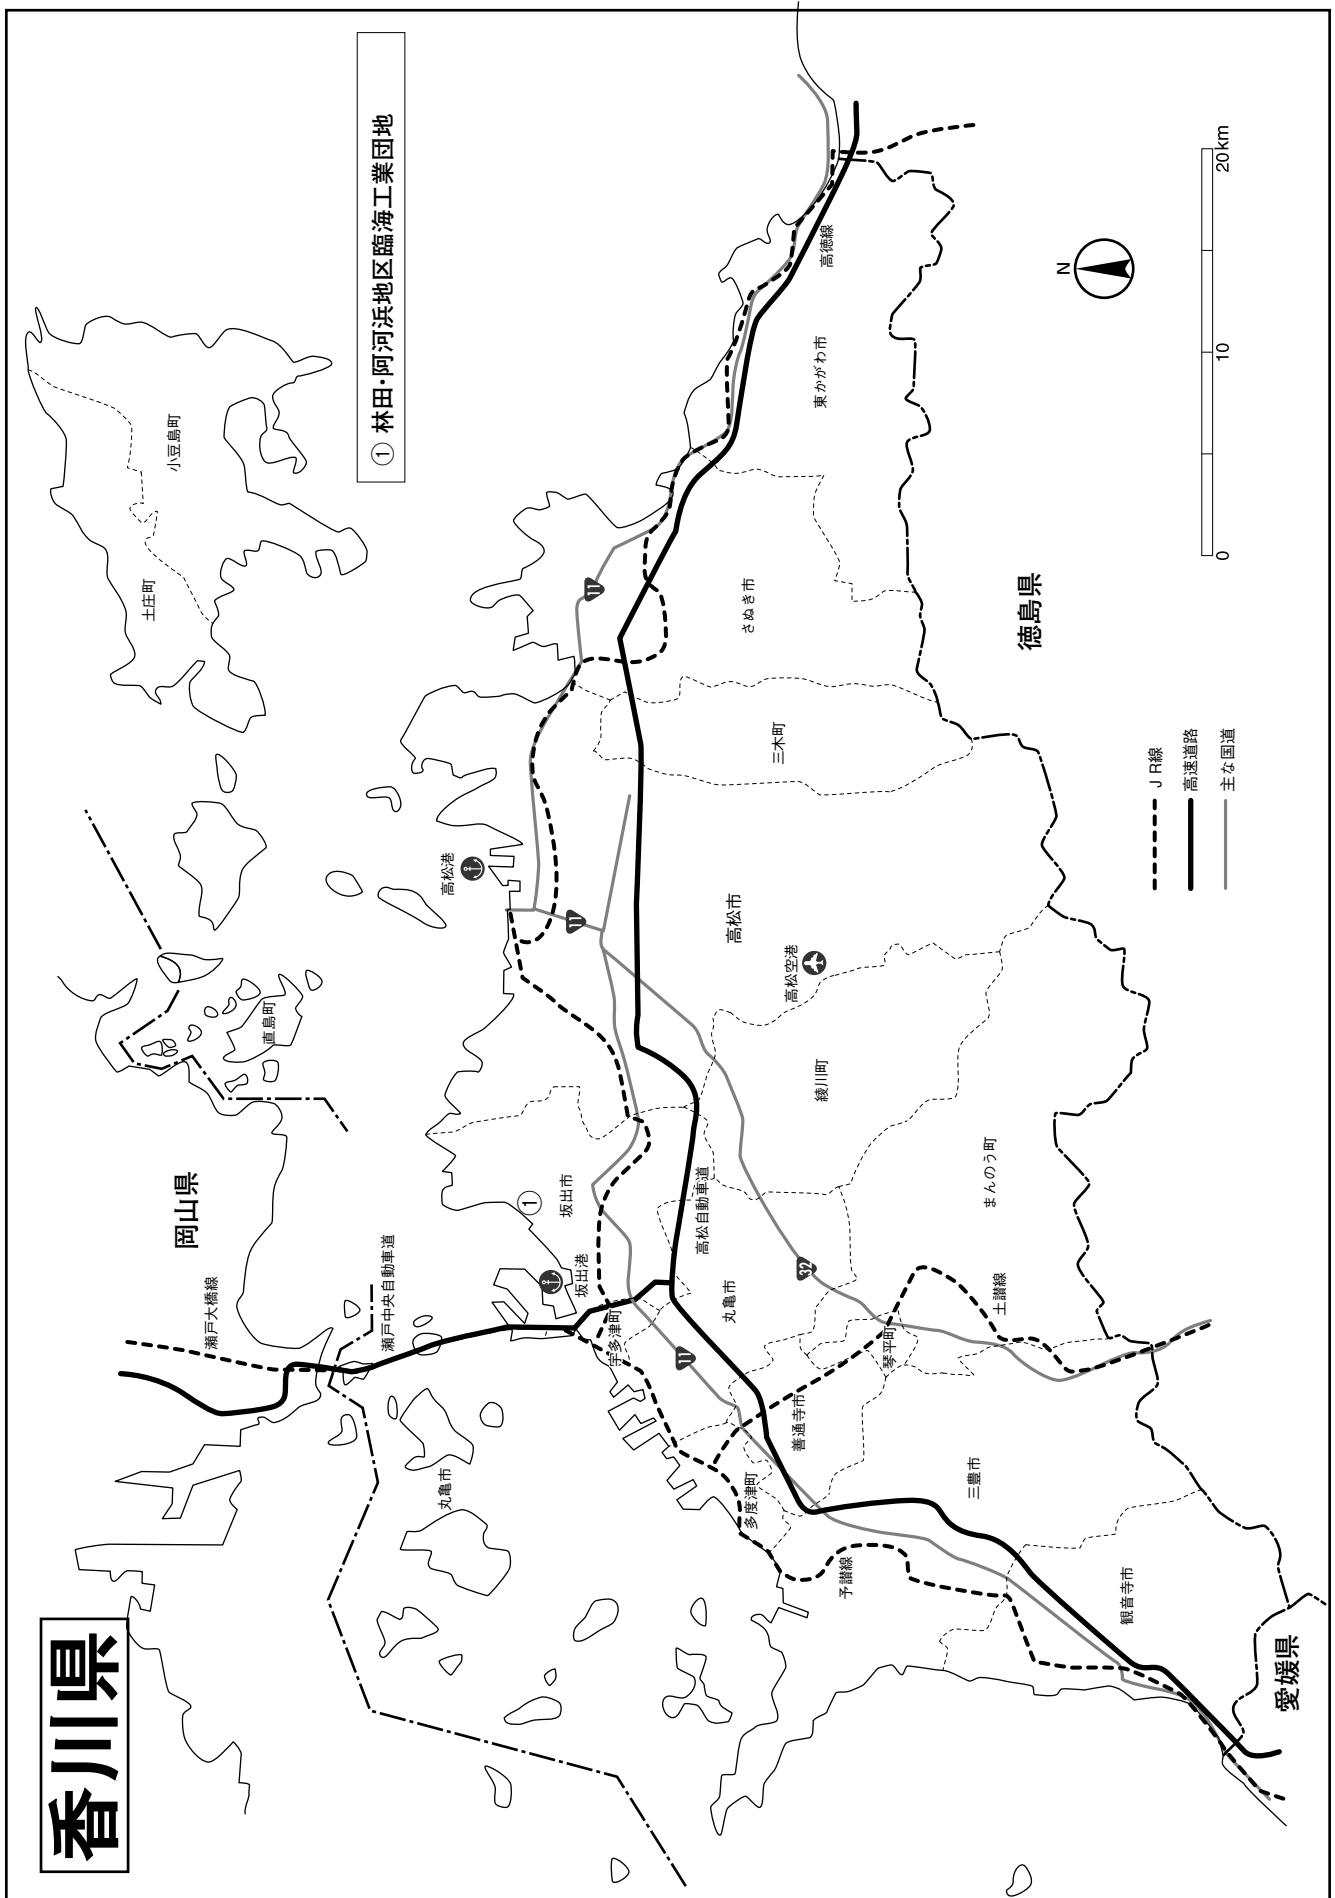 香川県
① 林田・阿河浜地区臨海工業団地
小豆島町
土庄町
直島町
岡山県
瀬戸大橋線
瀬戸中央自動車道
丸亀市
高松港
11
11
坂出市
①
坂出港
宇多津町
11
高松自動車道
丸亀市
32
多度津町
善通寺市
琴平町
予讃線
三豊市
観音寺市
愛媛県
土讃線
まんのう町
綾川町
高松市
高松空港
三木町
さぬき市
東かがわ市
高徳線
徳島県
N
0
10
20km
JR線
高速道路
主な国道